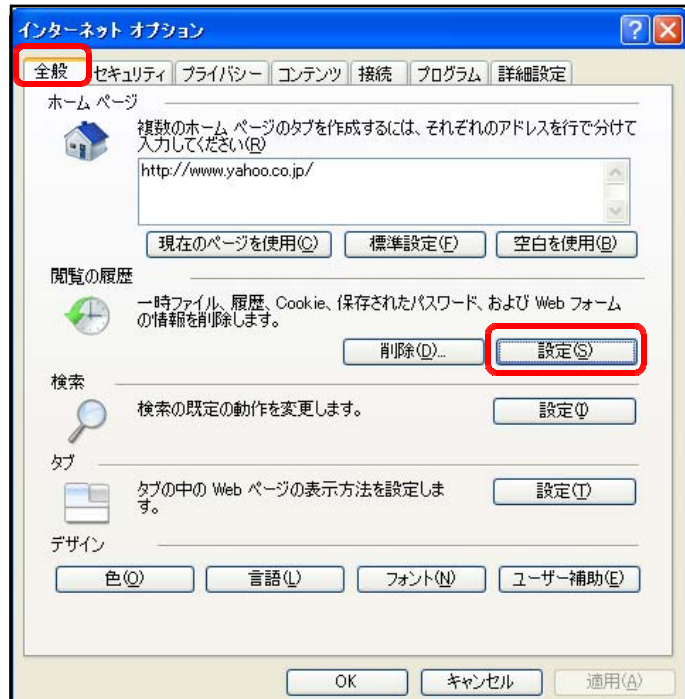 インターネット オプション
全般 セキュリティ プライバシー コンテンツ 接続 プログラム 詳細設定
ホーム ページ
複数のホーム ページのタブを作成するには、それぞれのアドレスを行で分けて
入力してください(R)
http://www.yahoo.co.jp/
現在のページを使用(C) 標準設定(F) 空白を使用(B)
閲覧の履歴
一時ファイル、履歴、Cookie、保存されたパスワード、および Web フォーム
の情報を削除します。
削除(D)... 設定(S)
検索
検索の既定の動作を変更します。
設定(I)
タブ
タブの中の Web ページの表示方法を設定しま
す。
設定(T)
デザイン
色(O) 言語(L) フォント(N) ユーザー補助(E)
OK キャンセル 適用(A)